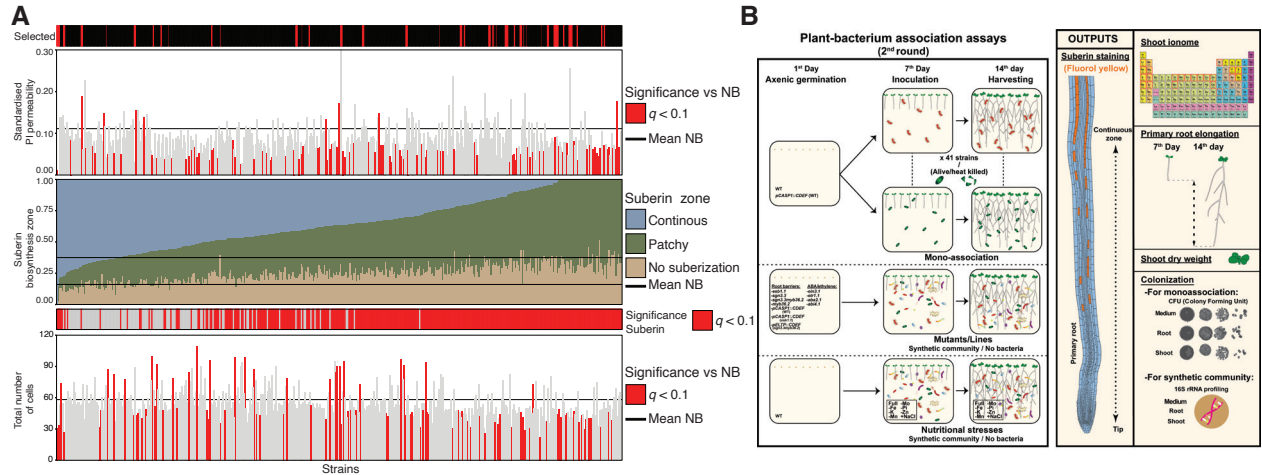 A
Selected
0.30
0.20
0.10
0.00
Standardised
PI permeability
Significance vs NB
q < 0.1
Mean NB
1.00
0.75
0.50
0.25
0.00
Suberin
biosynthesis zone
Suberin zone
Continous
Patchy
No suberization
Mean NB
Significance
Suberin
q < 0.1
120
90
60
30
0
Total number
of cells
Significance vs NB
q < 0.1
Mean NB
Strains
B
Plant-bacterium association assays
(2nd round)
1st Day
Axenic germination
7th Day
Inoculation
14th day
Harvesting
WT
pCASP1::CDEF (WT)
x 41 strains
/
(Alive/heat killed)
Mono-association
Root barriers:
ABA/ethylene:
Mutants/Lines
Synthetic community / No bacteria
WT
Full -Mo
-Fe -Pi
-K -Zn
-Mn +NaCl
Nutritional stresses
Synthetic community / No bacteria
OUTPUTS
Suberin staining
(Fluorol yellow)
Continuous
zone
Primary root
Tip
Shoot ionome
Primary root elongation
7th Day
14th day
Shoot dry weight
Colonization
-For monoassociation:
CFU (Colony Forming Unit)
Medium
Root
Shoot
-For synthetic community:
16S rRNA profiling
Medium
Root
Shoot